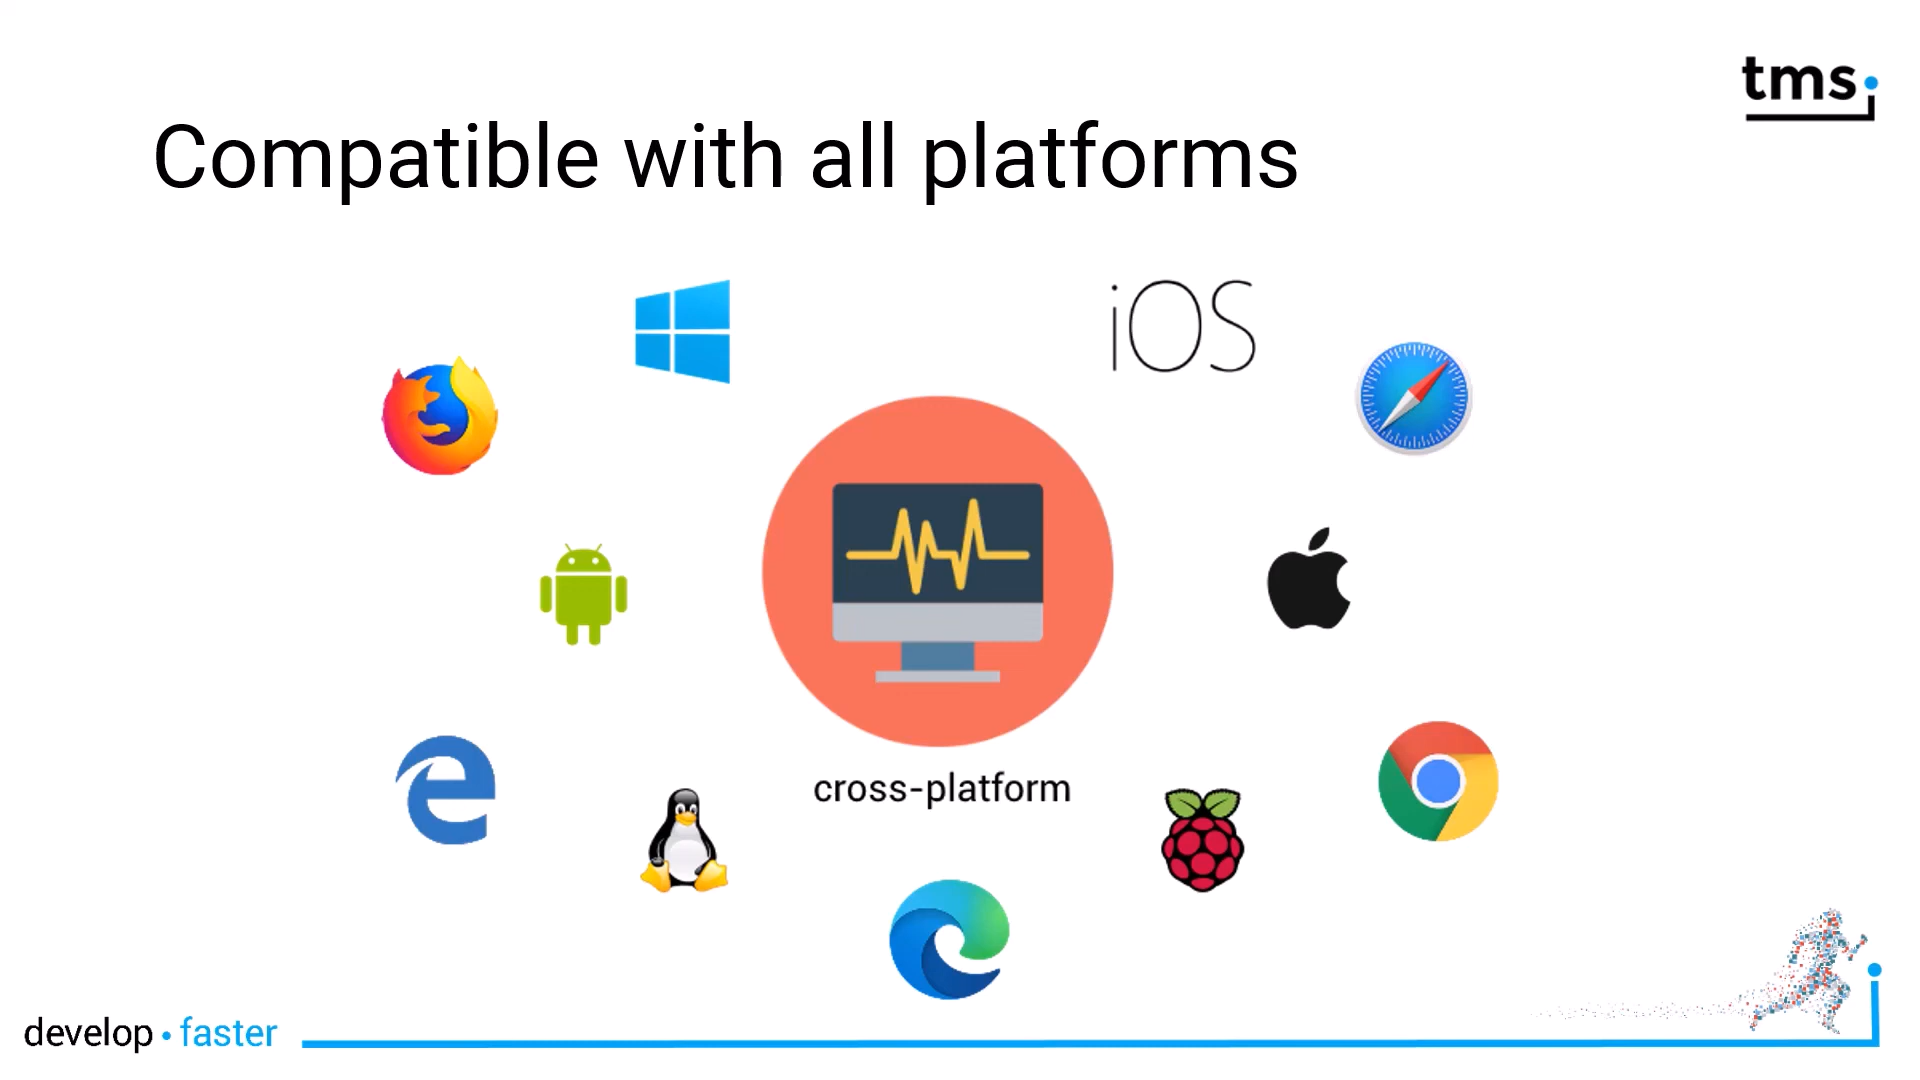 tms
Compatible with all platforms
iOS
cross-platform
develop • faster